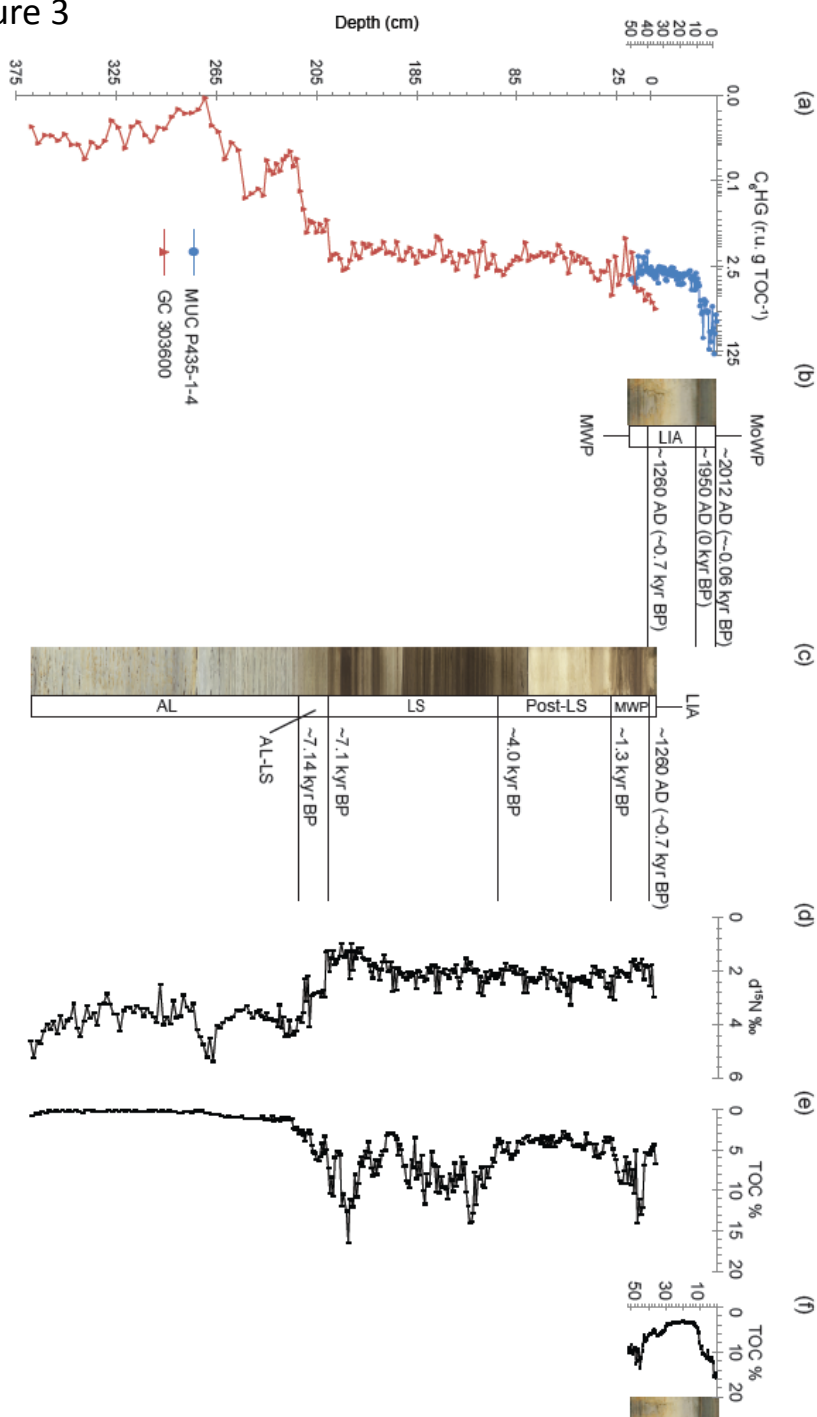 ure 3
(a)
C6HG (r.u. g TOC-1)
0.0
0.1
2.5
125
Depth (cm)
0
10
20
30
40
50
0
25
85
185
205
265
325
375
MUC P435-1-4
GC 303600
(b)
MoWP
LIA
MWP
~2012 AD (~-0.06 kyr BP)
~1950 AD (0 kyr BP)
~1260 AD (~0.7 kyr BP)
(c)
LIA
MWP
Post-LS
LS
AL-LS
AL
~1260 AD (~0.7 kyr BP)
~1.3 kyr BP
~4.0 kyr BP
~7.1 kyr BP
~7.14 kyr BP
(d)
d15N ‰
0
2
4
6
(e)
TOC %
0
5
10
15
20
(f)
TOC %
0
10
20
10
30
50